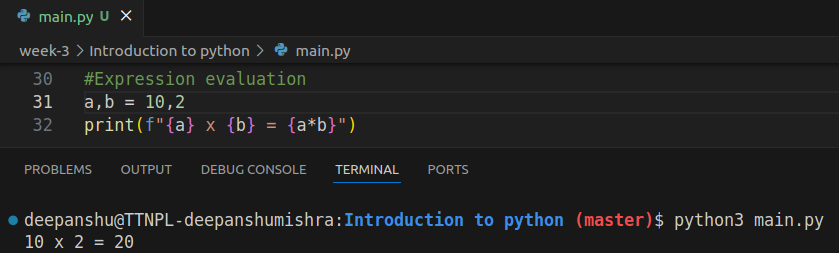 main.py U ×
week-3 > Introduction to python > main.py
30 #Expression evaluation
31 a,b = 10,2
32 print(f"{a} x {b} = {a*b}")
PROBLEMS OUTPUT DEBUG CONSOLE TERMINAL PORTS
deepanshu@TTNPL-deepanshumishra:Introduction to python (master)$ python3 main.py
10 x 2 = 20